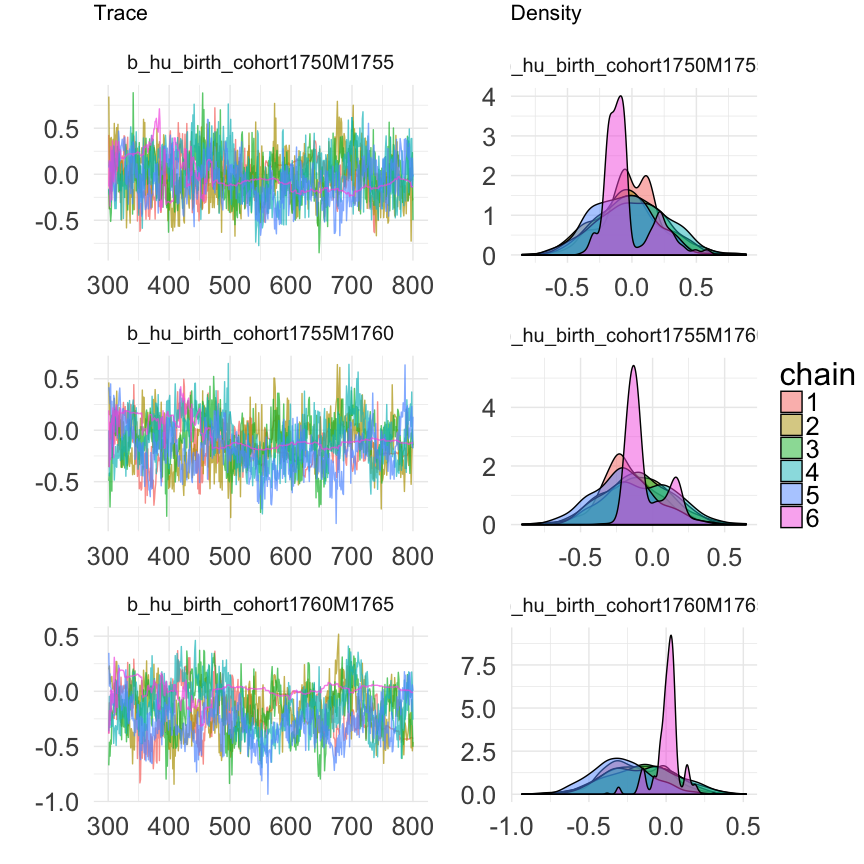 Trace
Density
b_hu_birth_cohort1750M1755
_hu_birth_cohort1750M175
0.5
0.0
-0.5
300 400 500 600 700 800
4
3
2
1
0
-0.5 0.0 0.5
b_hu_birth_cohort1755M1760
_hu_birth_cohort1755M176
0.5
0.0
-0.5
300 400 500 600 700 800
4
2
0
-0.5 0.0 0.5
chain
1
2
3
4
5
6
b_hu_birth_cohort1760M1765
_hu_birth_cohort1760M176
0.5
0.0
-0.5
-1.0
300 400 500 600 700 800
7.5
5.0
2.5
0.0
-1.0 -0.5 0.0 0.5